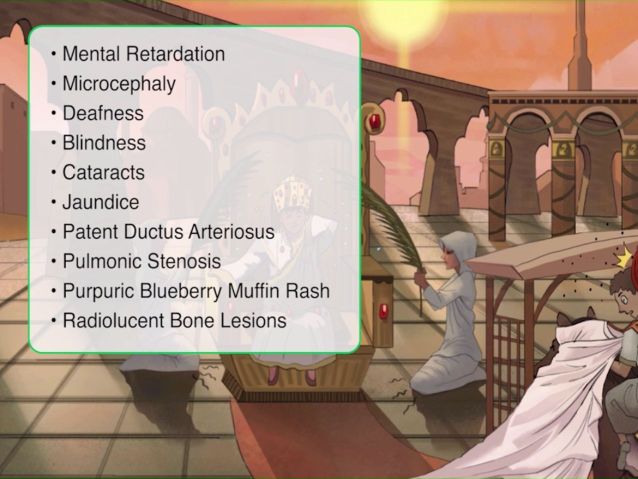 • Mental Retardation
• Microcephaly
• Deafness
• Blindness
• Cataracts
• Jaundice
• Patent Ductus Arteriosus
• Pulmonic Stenosis
• Purpuric Blueberry Muffin Rash
• Radiolucent Bone Lesions